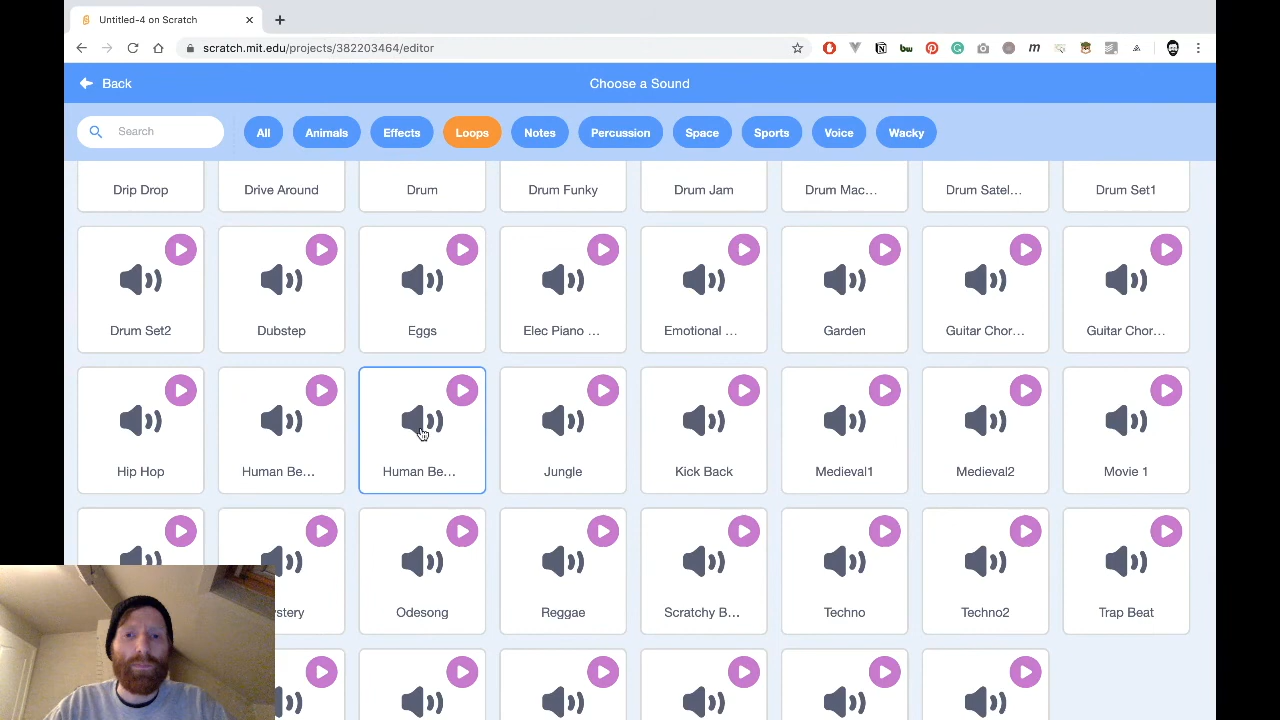 Untitled-4 on Scratch
scratch.mit.edu/projects/382203464/editor
Back
Choose a Sound
Search
All
Animals
Effects
Loops
Notes
Percussion
Space
Sports
Voice
Wacky
Drip Drop
Drive Around
Drum
Drum Funky
Drum Jam
Drum Mac...
Drum Satel...
Drum Set1
Drum Set2
Dubstep
Eggs
Elec Piano ...
Emotional ...
Garden
Guitar Chor...
Guitar Chor...
Hip Hop
Human Be...
Human Be...
Jungle
Kick Back
Medieval1
Medieval2
Movie 1
stery
Odesong
Reggae
Scratchy B...
Techno
Techno2
Trap Beat